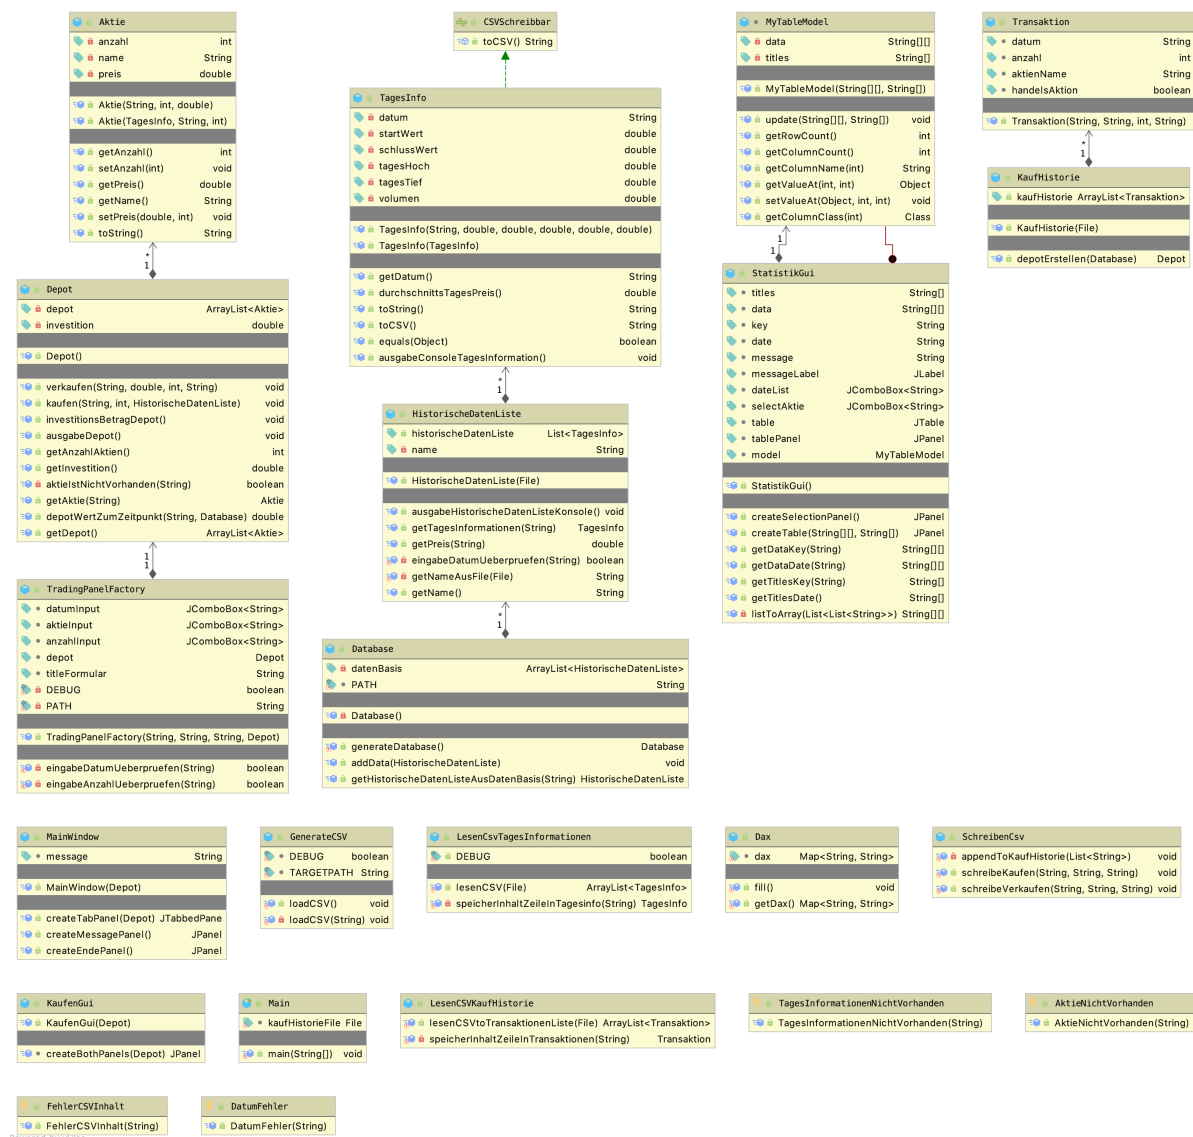 Aktie
anzahl int
name String
preis double
Aktie(String, int, double)
Aktie(TagesInfo, String, int)
getAnzahl() int
setAnzahl(int) void
getPreis() double
getName() String
setPreis(double, int) void
toString() String
*
1
Depot
depot ArrayList<Aktie>
investition double
Depot()
verkaufen(String, double, int, String) void
kaufen(String, int, HistorischeDatenListe) void
investitionsBetragDepot() void
ausgabeDepot() void
getAnzahlAktien() int
getInvestition() double
aktieIstNichtVorhanden(String) boolean
getAktie(String) Aktie
depotWertZumZeitpunkt(String, Database) double
getDepot() ArrayList<Aktie>
1
1
TradingPanelFactory
datumInput JComboBox<String>
aktieInput JComboBox<String>
anzahlInput JComboBox<String>
depot Depot
titleFormular String
DEBUG boolean
PATH String
TradingPanelFactory(String, String, String, Depot)
eingabeDatumUeberpruefen(String) boolean
eingabeAnzahlUeberpruefen(String) boolean
CSVSchreibbar
toCSV() String
TagesInfo
datum String
startWert double
schlussWert double
tagesHoch double
tagesTief double
volumen double
TagesInfo(String, double, double, double, double, double)
TagesInfo(TagesInfo)
getDatum() String
durchschnittsTagesPreis() double
toString() String
toCSV() String
equals(Object) boolean
ausgabeConsoleTagesInformation() void
*
1
HistorischeDatenListe
historischeDatenListe List<TagesInfo>
name String
HistorischeDatenListe(File)
ausgabeHistorischeDatenListeKonsole() void
getTagesInformationen(String) TagesInfo
getPreis(String) double
eingabeDatumUeberpruefen(String) boolean
getNameAusFile(File) String
getName() String
*
1
Database
datenBasis ArrayList<HistorischeDatenListe>
PATH String
Database()
generateDatabase() Database
addData(HistorischeDatenListe) void
getHistorischeDatenListeAusDatenBasis(String) HistorischeDatenListe
MyTableModel
data String[][]
titles String[]
MyTableModel(String[][], String[])
update(String[][], String[]) void
getRowCount() int
getColumnCount() int
getColumnName(int) String
getValueAt(int, int) Object
setValueAt(Object, int, int) void
getColumnClass(int) Class
1
1
StatistikGui
titles String[]
data String[][]
key String
date String
message String
messageLabel JLabel
dateList JComboBox<String>
selectAktie JComboBox<String>
table JTable
tablePanel JPanel
model MyTableModel
StatistikGui()
createSelectionPanel() JPanel
createTable(String[][], String[]) JPanel
getDataKey(String) String[][]
getDataDate(String) String[][]
getTitlesKey(String) String[]
getTitlesDate() String[]
listToArray(List<List<String>>) String[][]
Transaktion
datum String
anzahl int
aktienName String
handelsAktion boolean
Transaktion(String, String, int, String)
*
1
KaufHistorie
kaufHistorie ArrayList<Transaktion>
KaufHistorie(File)
depotErstellen(Database) Depot
MainWindow
message String
MainWindow(Depot)
createTabPanel(Depot) JTabbedPane
createMessagePanel() JPanel
createEndePanel() JPanel
GenerateCSV
DEBUG boolean
TARGETPATH String
loadCSV() void
loadCSV(String) void
LesenCsvTagesInformationen
DEBUG boolean
lesenCSV(File) ArrayList<TagesInfo>
speicherInhaltZeileInTagesinfo(String) TagesInfo
Dax
dax Map<String, String>
fill() void
getDax() Map<String, String>
SchreibenCsv
appendToKaufHistorie(List<String>) void
schreibeKaufen(String, String, String) void
schreibeVerkaufen(String, String, String) void
KaufenGui
KaufenGui(Depot)
createBothPanels(Depot) JPanel
Main
kaufHistorieFile File
main(String[]) void
LesenCSVKaufHistorie
lesenCSVtoTransaktionenListe(File) ArrayList<Transaktion>
speicherInhaltZeileInTransaktionen(String) Transaktion
TagesInformationenNichtVorhanden
TagesInformationenNichtVorhanden(String)
AktieNichtVorhanden
AktieNichtVorhanden(String)
FehlerCSVInhalt
FehlerCSVInhalt(String)
DatumFehler
DatumFehler(String)